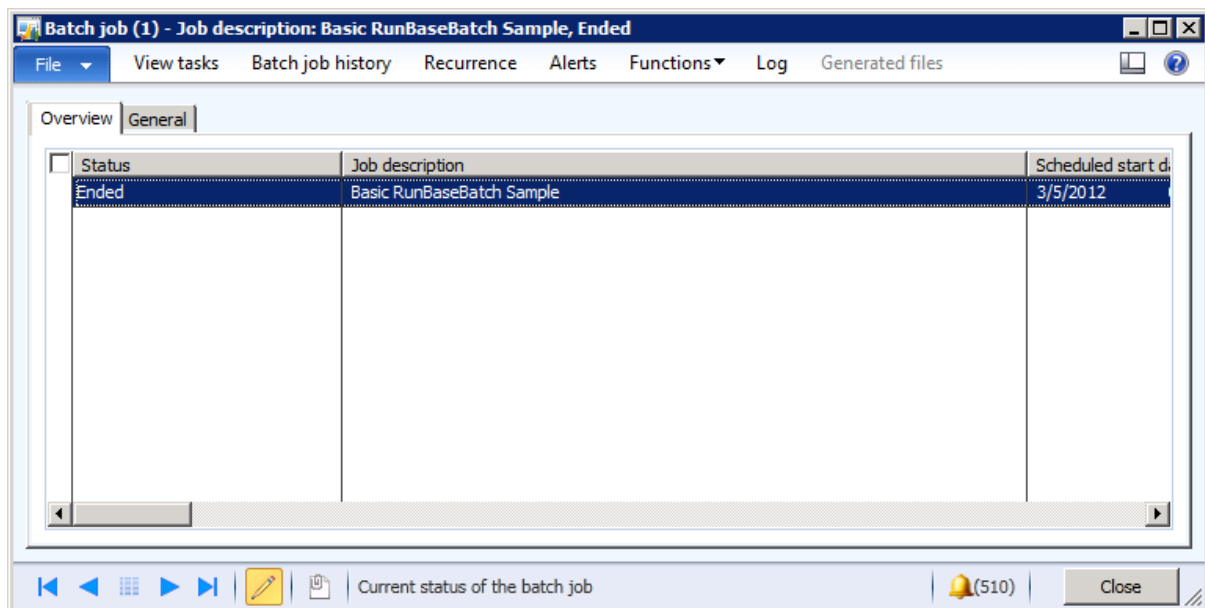 Batch job (1) - Job description: Basic RunBaseBatch Sample, Ended
File View tasks Batch job history Recurrence Alerts Functions Log Generated files
Overview General
Status Job description Scheduled start
Ended Basic RunBaseBatch Sample 3/5/2012
Current status of the batch job (510) Close